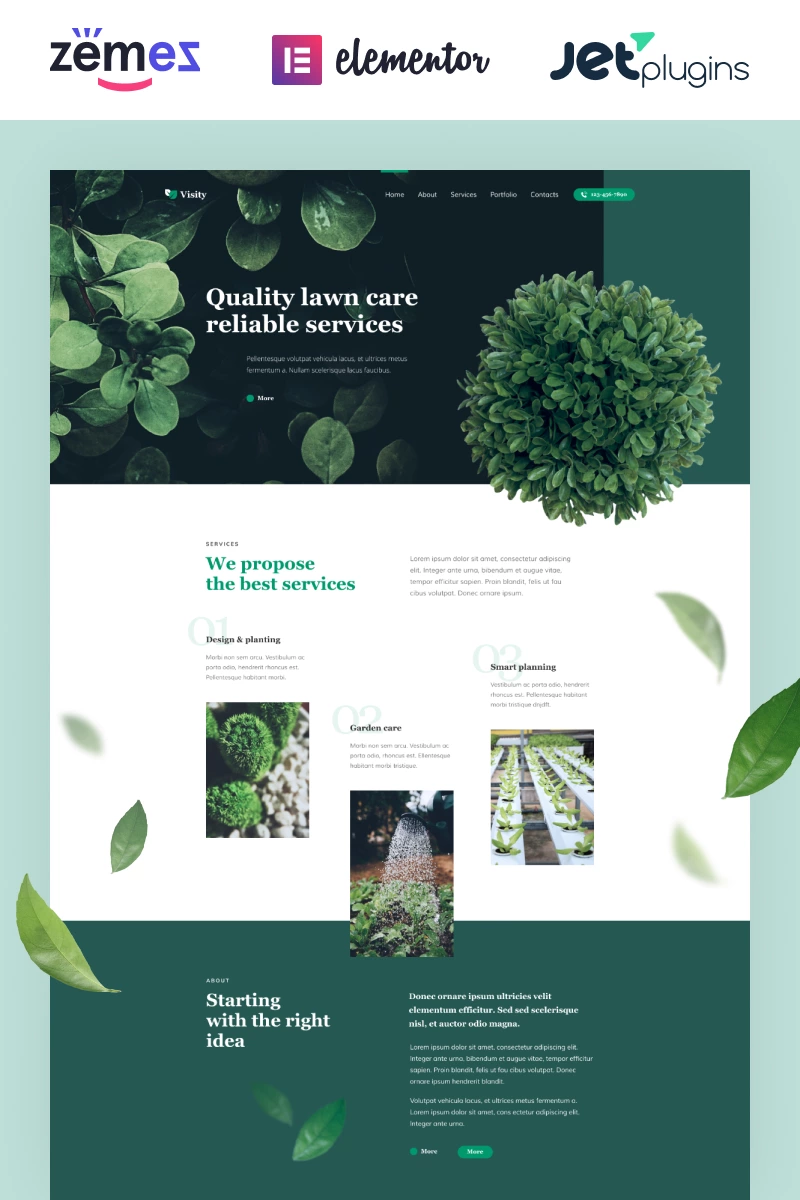 zemez
elementor
Jetplugins
Visity
Home About Services Portfolio Contacts 123-456-7890
Quality lawn care
reliable services
Pellentesque volutpat vehicula lacus, et ultrices metus
fermentum a. Nullam scelerisque lacus faucibus.
More
SERVICES
We propose
the best services
Lorem ipsum dolor sit amet, consectetur adipiscing
elit. Integer ante urna, bibendum et augue vitae,
tempor efficitur sapien. Proin blandit, felis ut fau
cibus volutpat. Donec ornare ipsum.
01
Design & planting
Morbi non sem arcu. Vestibulum ac
porta odio, hendrerit rhoncus est.
Pellentesque habitant morbi.
02
Garden care
Morbi non sem arcu. Vestibulum ac
porta odio, rhoncus est. Ellentesque
habitant morbi tristique.
03
Smart planning
Vestibulum ac porta odio, hendrerit
rhoncus est. Pellentesque habitant
morbi tristique dnjdfl.
ABOUT
Starting
with the right
idea
Donec ornare ipsum ultricies velit
elementum efficitur. Sed sed scelerisque
nisl, et auctor odio magna.
Lorem ipsum dolor sit amet, consectetur adipiscing elit.
Integer ante urna, bibendum et augue vitae, tempor efficitur
sapien. Proin blandit, felis ut fau cibus volutpat. Donec
ornare ipsum hendrerit blandit.
Volutpat vehicula lacus, et ultrices metus fermentum a.
Lorem ipsum dolor sit amet, cons ectetur adipiscing elit.
Integer ante urna.
More More